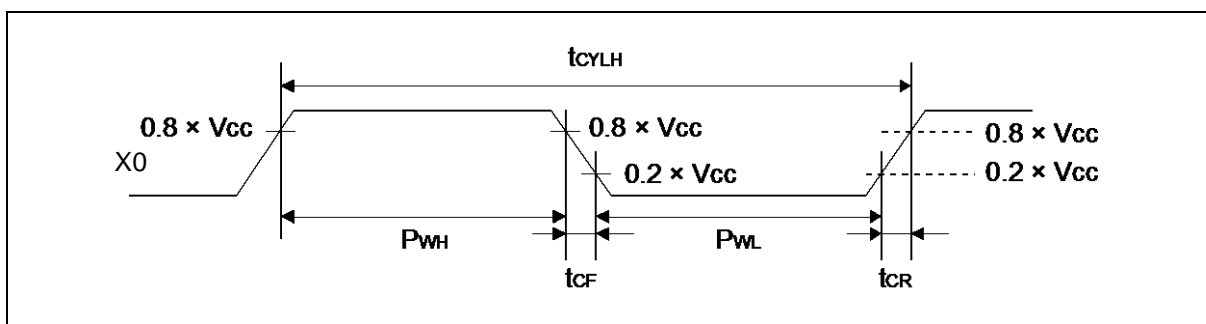 tCYLH
0.8 × Vcc
0.8 × Vcc
0.8 × Vcc
X0
0.2 × Vcc
0.2 × Vcc
PWH
PWL
tCF
tCR